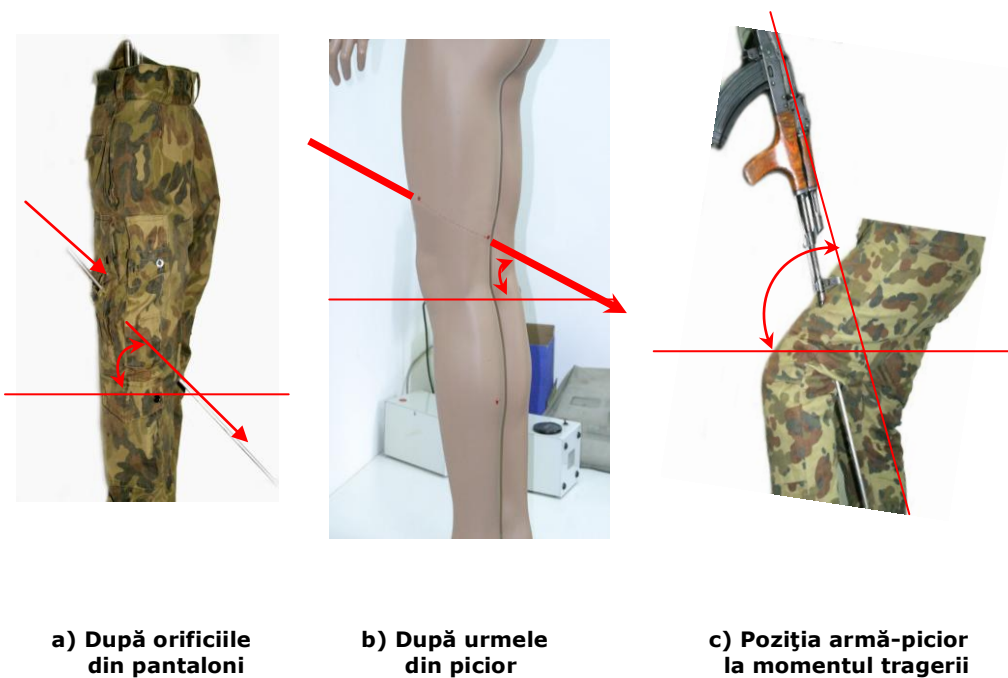 a) După orificiile
din pantaloni
b) După urmele
din picior
c) Poziţia armă-picior
la momentul tragerii